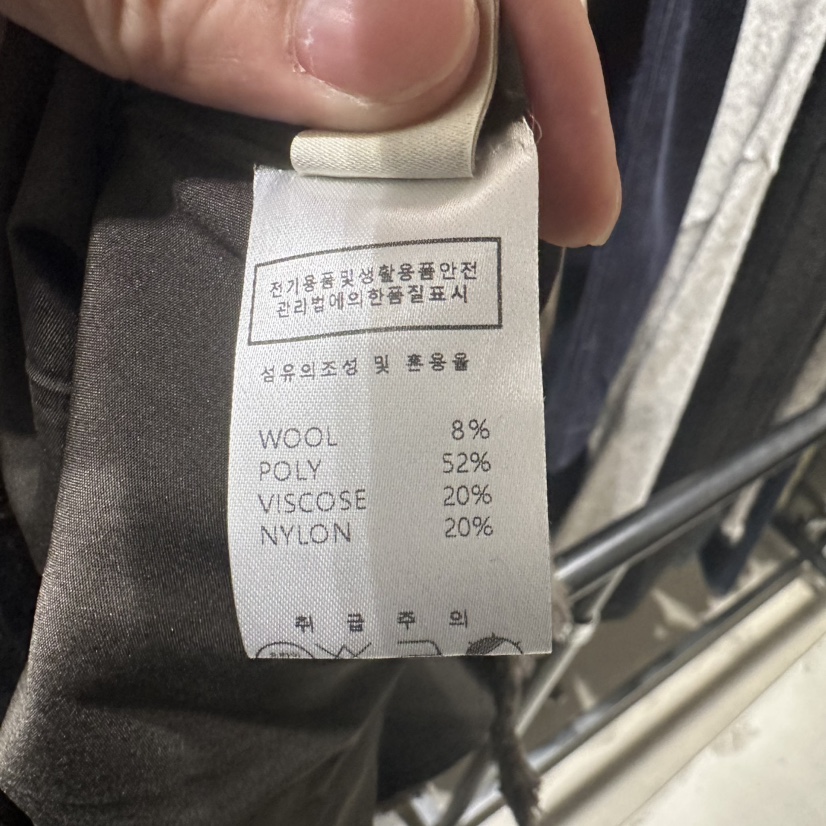 전기용품및생활용품안전
관리법에의한품질표시
섬유의조성 및 혼용율
WOOL 8%
POLY 52%
VISCOSE 20%
NYLON 20%
취 급 주 의